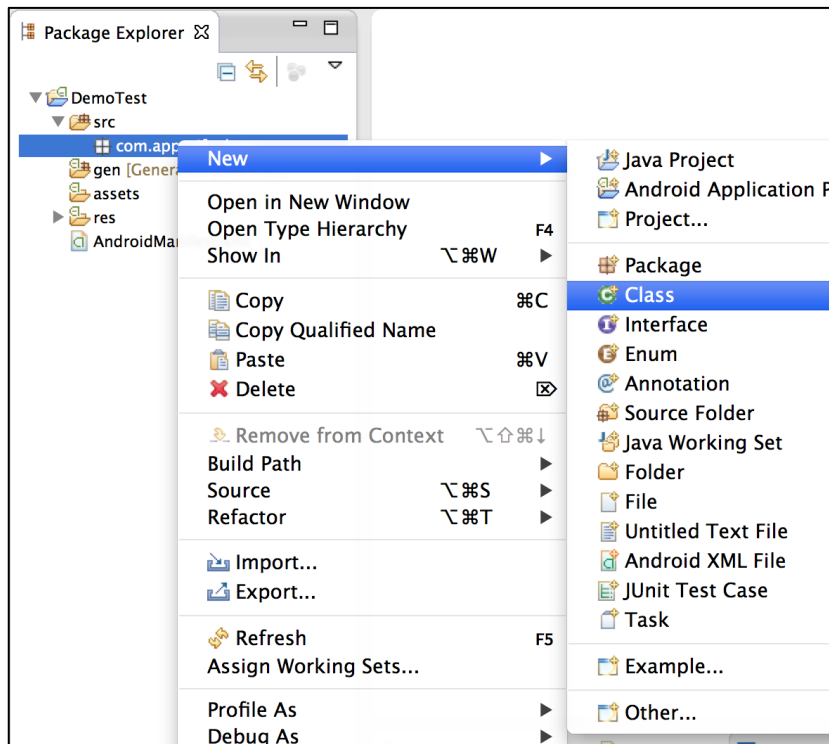 Package Explorer
DemoTest
src
com.app
gen [Genera
assets
res
AndroidMa
New
Open in New Window
Open Type Hierarchy F4
Show In ⌥⌘W
Copy ⌘C
Copy Qualified Name
Paste ⌘V
Delete ⌦
Remove from Context ⌥⇧⌘↓
Build Path
Source ⌥⌘S
Refactor ⌥⌘T
Import...
Export...
Refresh F5
Assign Working Sets...
Profile As
Debug As
Java Project
Android Application P
Project...
Package
Class
Interface
Enum
Annotation
Source Folder
Java Working Set
Folder
File
Untitled Text File
Android XML File
JUnit Test Case
Task
Example...
Other...